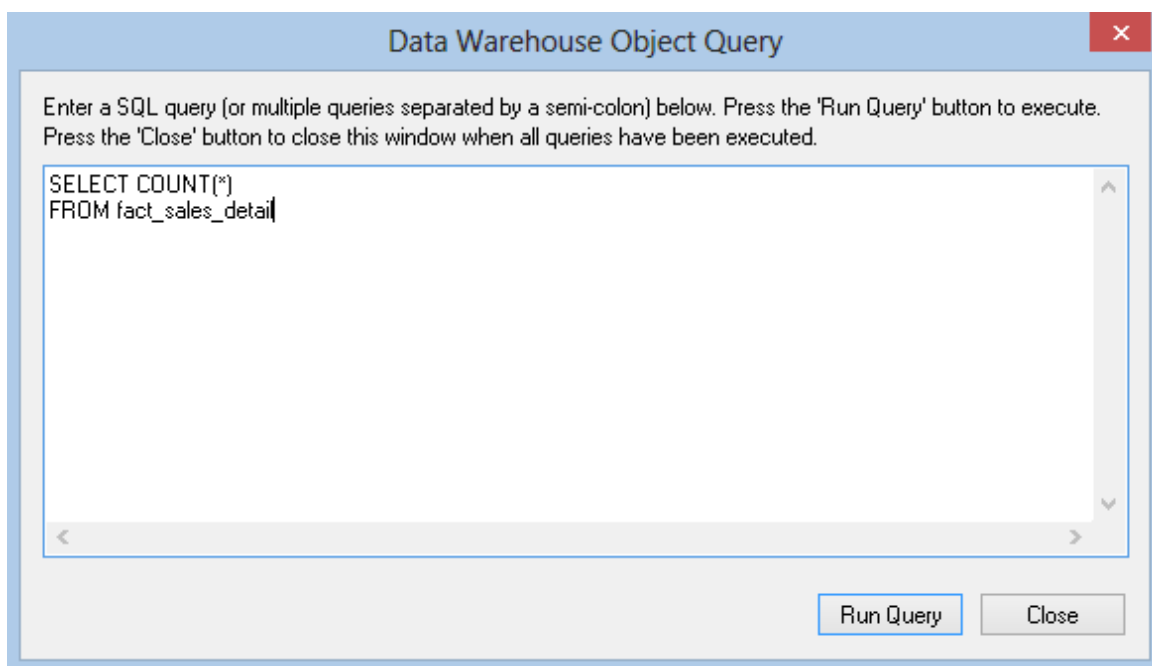 Data Warehouse Object Query
Enter a SQL query (or multiple queries separated by a semi-colon) below. Press the 'Run Query' button to execute.
Press the 'Close' button to close this window when all queries have been executed.
SELECT COUNT(*)
FROM fact_sales_detail
Run Query
Close